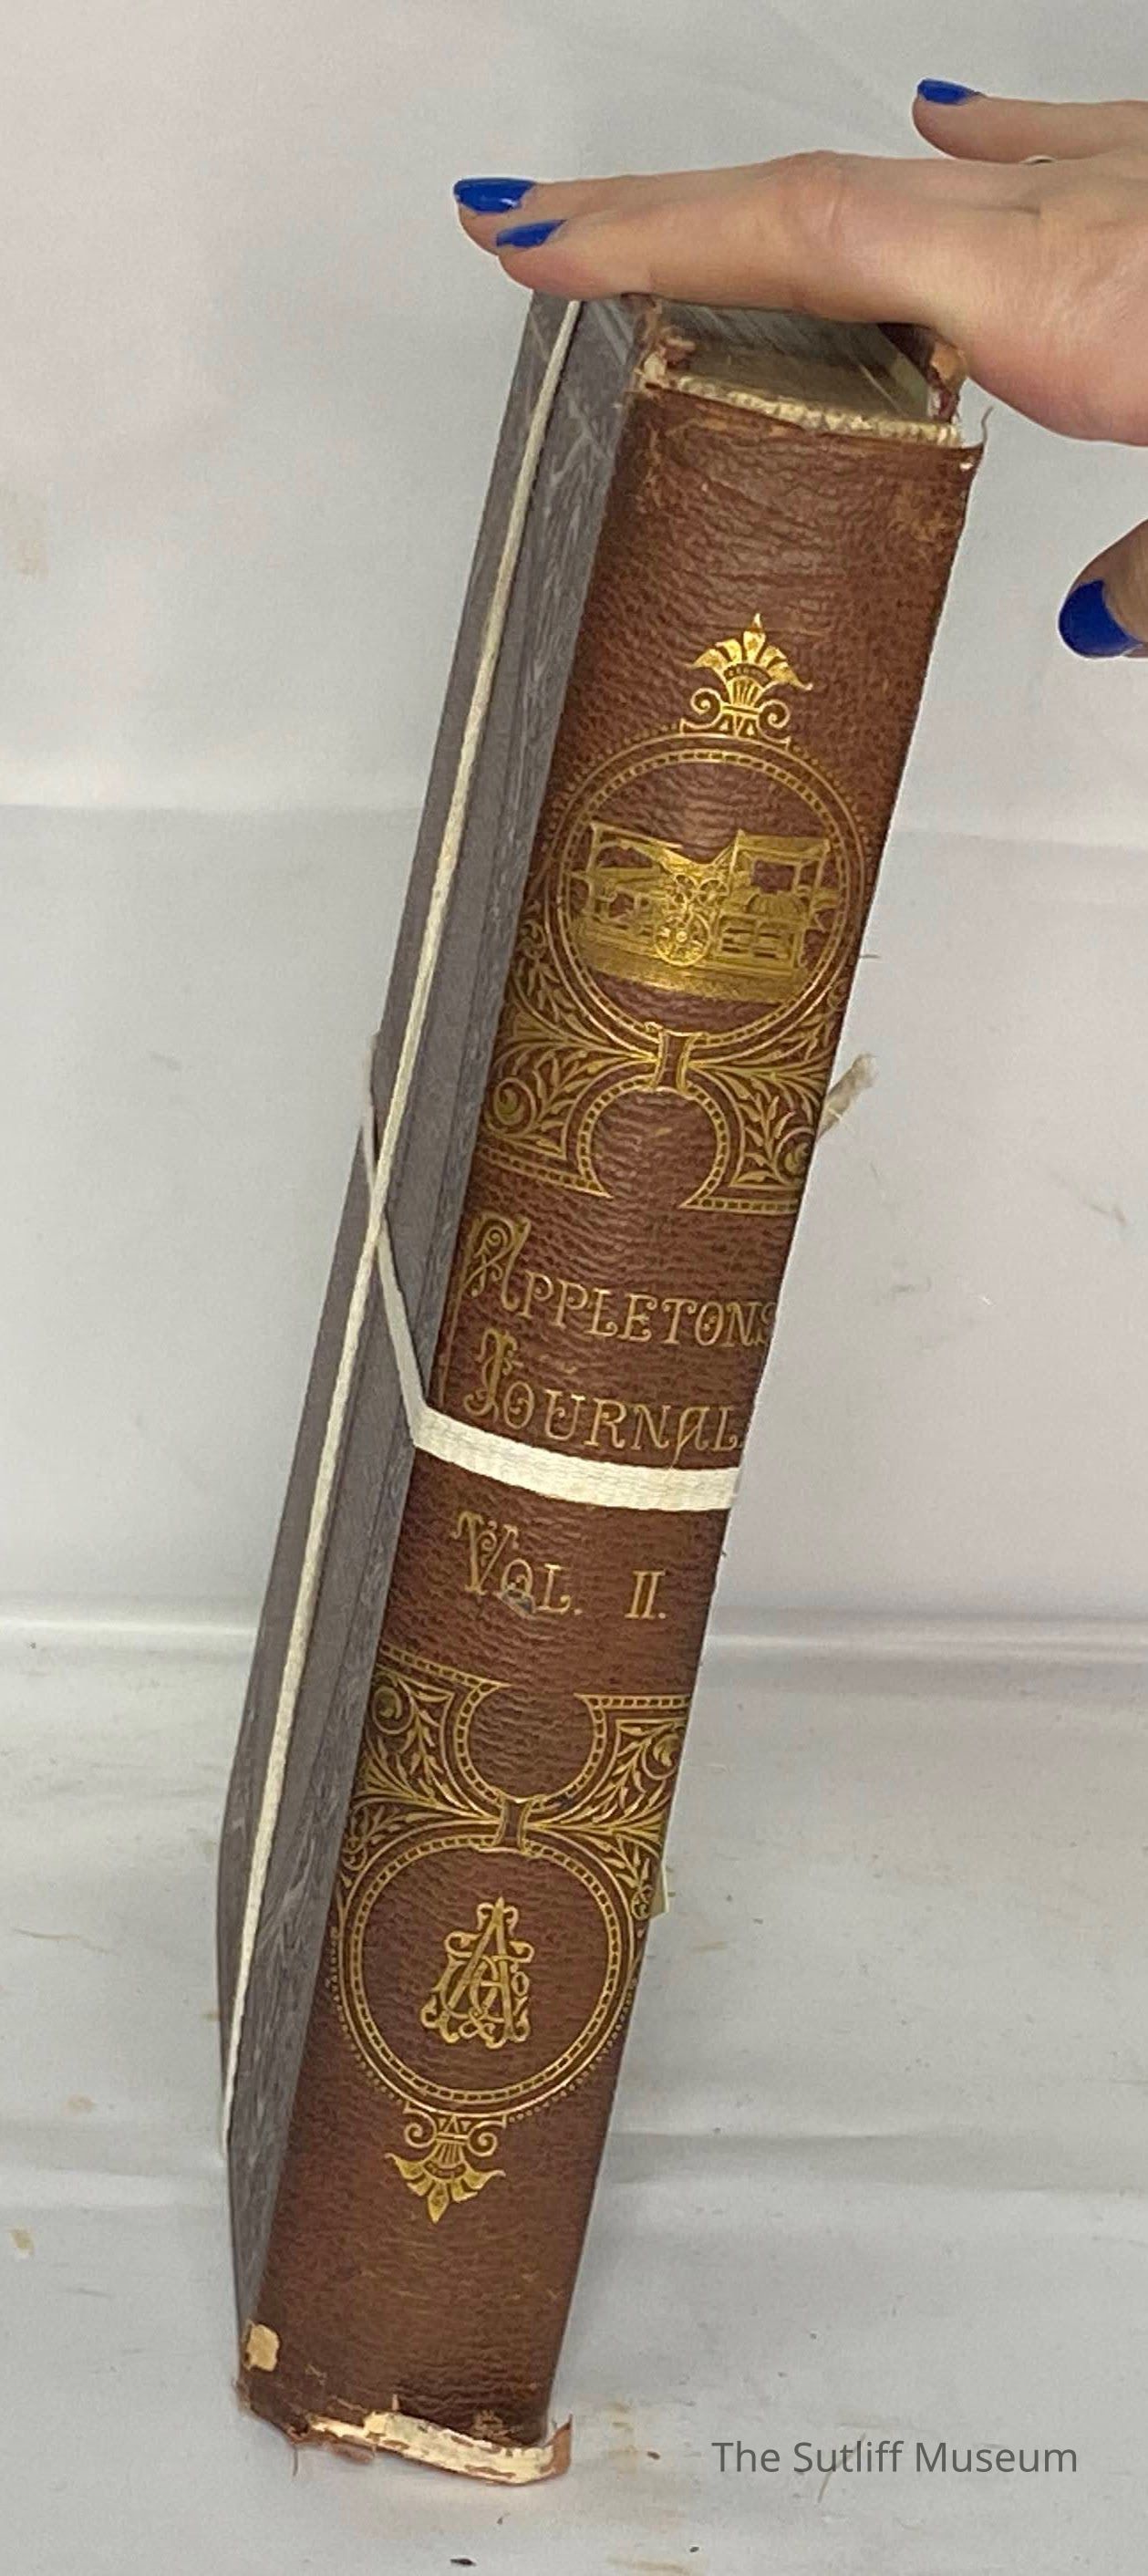 APPLETONS
JOURNAL
VOL. II.
The Sutliff Museum